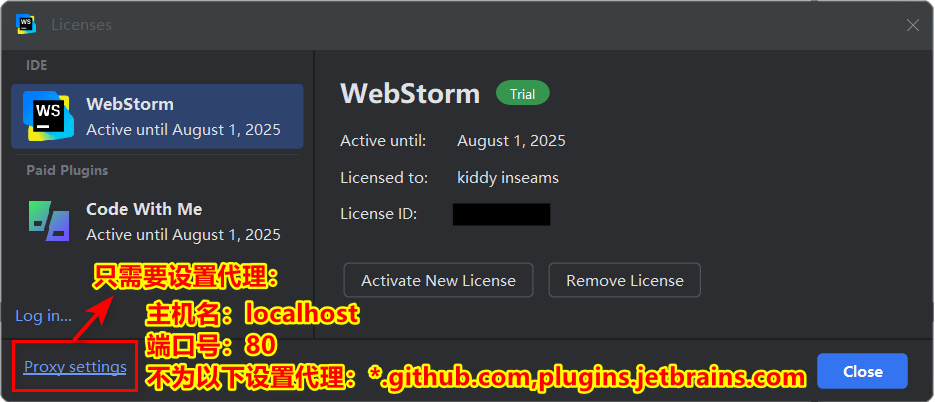 WS
Licenses
IDE
WS
WebStorm
Active until August 1, 2025
Paid Plugins
Code With Me
Active until August 1, 2025
WebStorm
Trial
Active until:
August 1, 2025
Licensed to:
kiddy inseams
License ID:
Activate New License
Remove License
只需要设置代理：
主机名：localhost
端口号：80
不为以下设置代理：*.github.com,plugins.jetbrains.com
Log in...
Proxy settings
Close